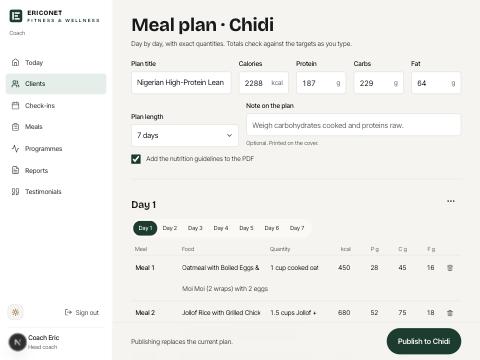 ERICONET
FITNESS & WELLNESS
Coach
Today
Clients
Check-ins
Meals
Programmes
Reports
Testimonials
Sign out
Coach Eric
Head coach
Meal plan · Chidi
Day by day, with exact quantities. Totals check against the targets as you type.
Plan title
Calories
Protein
Carbs
Fat
Nigerian High-Protein Lean
2288 kcal
187 g
229 g
64 g
Plan length
Note on the plan
7 days
Weigh carbohydrates cooked and proteins raw.
Optional. Printed on the cover.
Add the nutrition guidelines to the PDF
Day 1
Day 1 Day 2 Day 3 Day 4 Day 5 Day 6 Day 7
Meal Food Quantity kcal P g C g F g
Meal 1 Oatmeal with Boiled Eggs & 1 cup cooked oat 450 28 45 16
Moi Moi (2 wraps) with 2 eggs
Meal 2 Jollof Rice with Grilled Chick 1.5 cups Jollof + 680 52 75 18
Publishing replaces the current plan.
Publish to Chidi